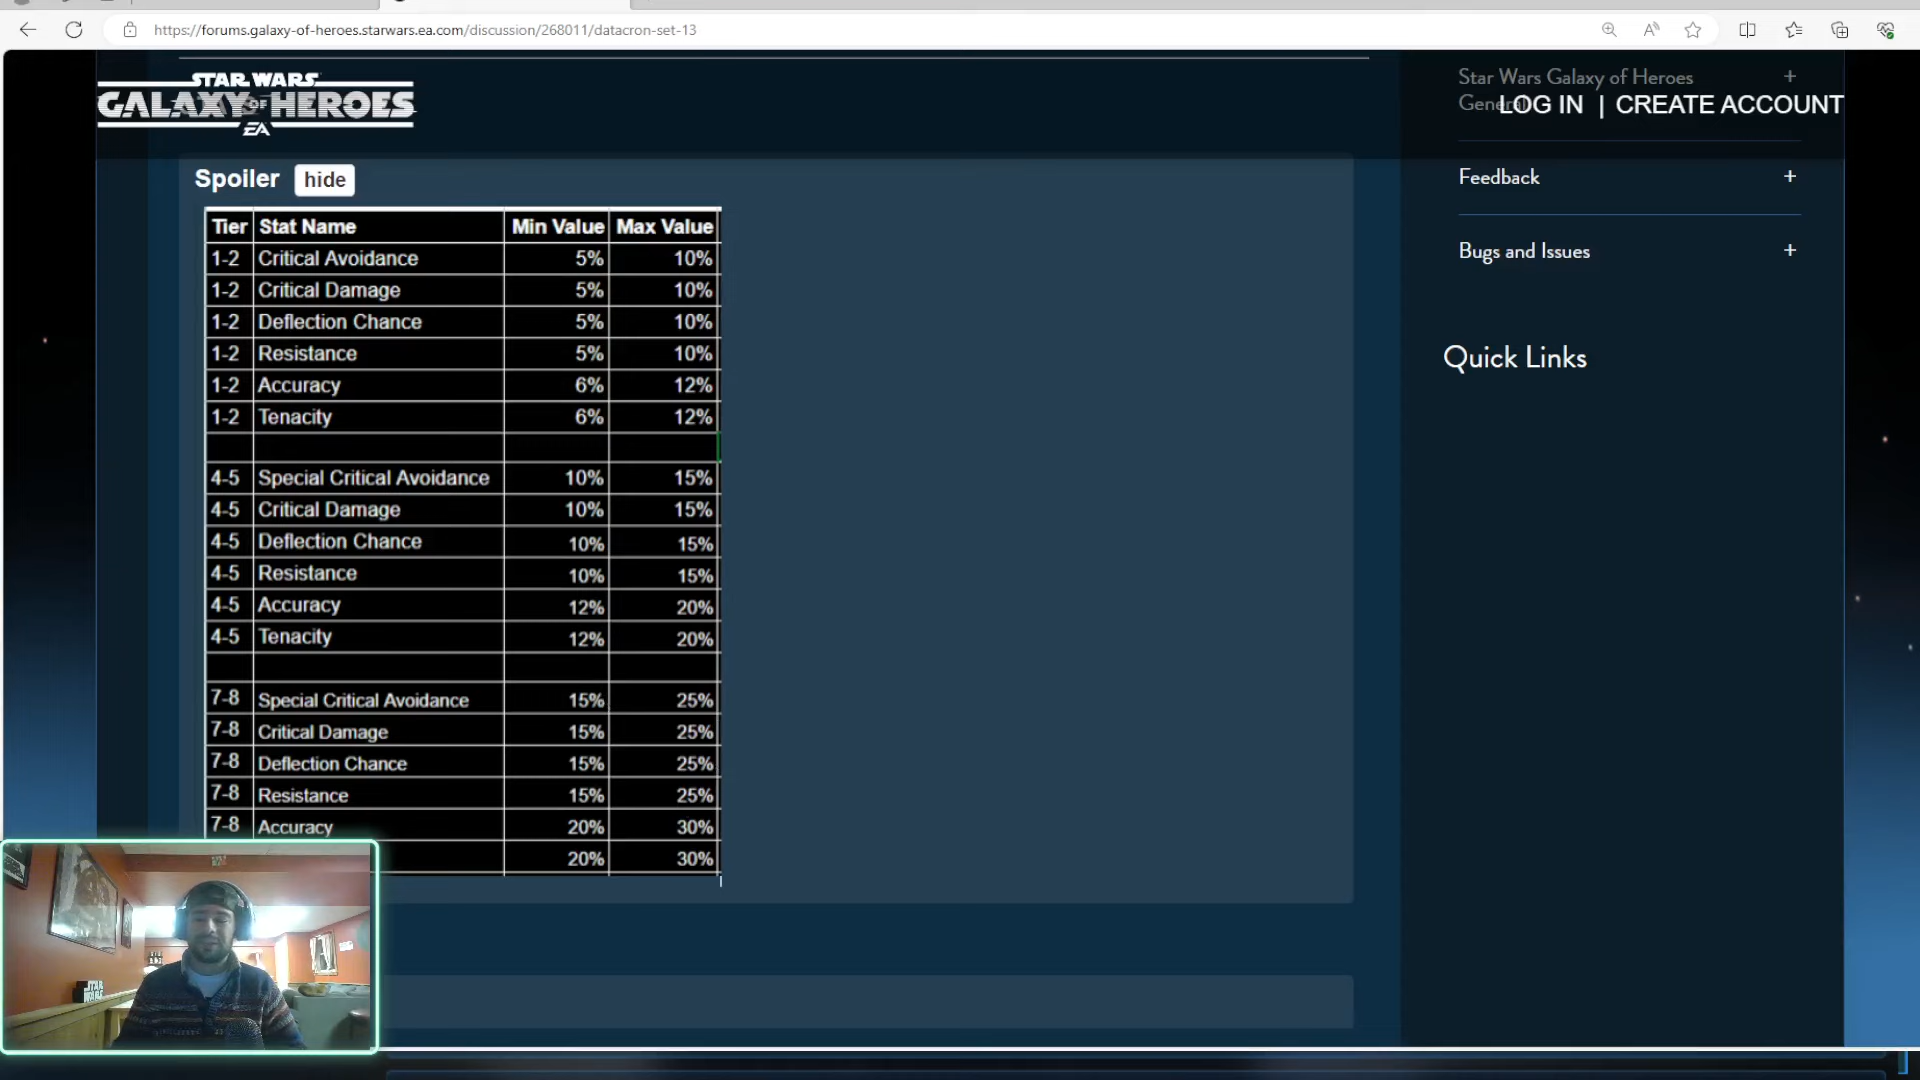 https://forums.galaxy-of-heroes.starwars.ea.com/discussion/268011/datacron-set-13
STAR WARS
GALAXY OF HEROES
EA
Star Wars Galaxy of Heroes
General
LOG IN | CREATE ACCOUNT
Spoiler hide
Feedback +
Bugs and Issues +
Quick Links
Tier Stat Name Min Value Max Value
1-2 Critical Avoidance 5% 10%
1-2 Critical Damage 5% 10%
1-2 Deflection Chance 5% 10%
1-2 Resistance 5% 10%
1-2 Accuracy 6% 12%
1-2 Tenacity 6% 12%
4-5 Special Critical Avoidance 10% 15%
4-5 Critical Damage 10% 15%
4-5 Deflection Chance 10% 15%
4-5 Resistance 10% 15%
4-5 Accuracy 12% 20%
4-5 Tenacity 12% 20%
7-8 Special Critical Avoidance 15% 25%
7-8 Critical Damage 15% 25%
7-8 Deflection Chance 15% 25%
7-8 Resistance 15% 25%
7-8 Accuracy 20% 30%
20% 30%
STAR
WARS